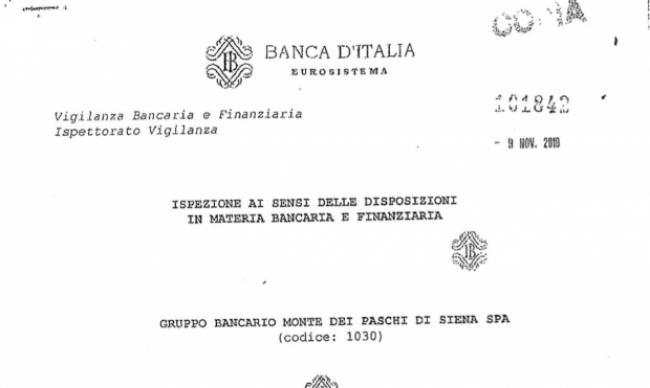 COPIA
BANCA D'ITALIA
EUROSISTEMA
101842
Vigilanza Bancaria e Finanziaria
Ispettorato Vigilanza
- 9 NOV. 2010
ISPEZIONE AI SENSI DELLE DISPOSIZIONI
IN MATERIA BANCARIA E FINANZIARIA
GRUPPO BANCARIO MONTE DEI PASCHI DI SIENA SPA
(codice: 1030)